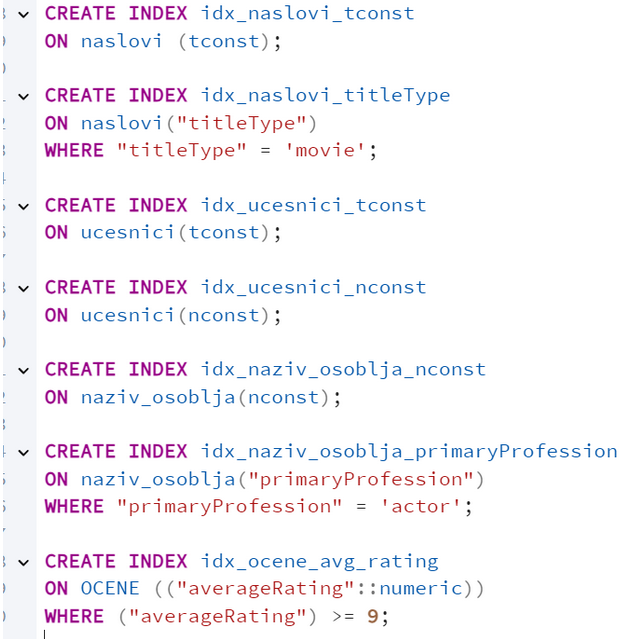 CREATE INDEX idx_naslovi_tconst
ON naslovi (tconst);
CREATE INDEX idx_naslovi_titleType
ON naslovi("titleType")
WHERE "titleType" = 'movie';
CREATE INDEX idx_ucesnici_tconst
ON ucesnici(tconst);
CREATE INDEX idx_ucesnici_nconst
ON ucesnici(nconst);
CREATE INDEX idx_naziv_osoblja_nconst
ON naziv_osoblja(nconst);
CREATE INDEX idx_naziv_osoblja_primaryProfession
ON naziv_osoblja("primaryProfession")
WHERE "primaryProfession" = 'actor';
CREATE INDEX idx_ocene_avg_rating
ON OCENE (("averageRating"::numeric))
WHERE ("averageRating") >= 9;